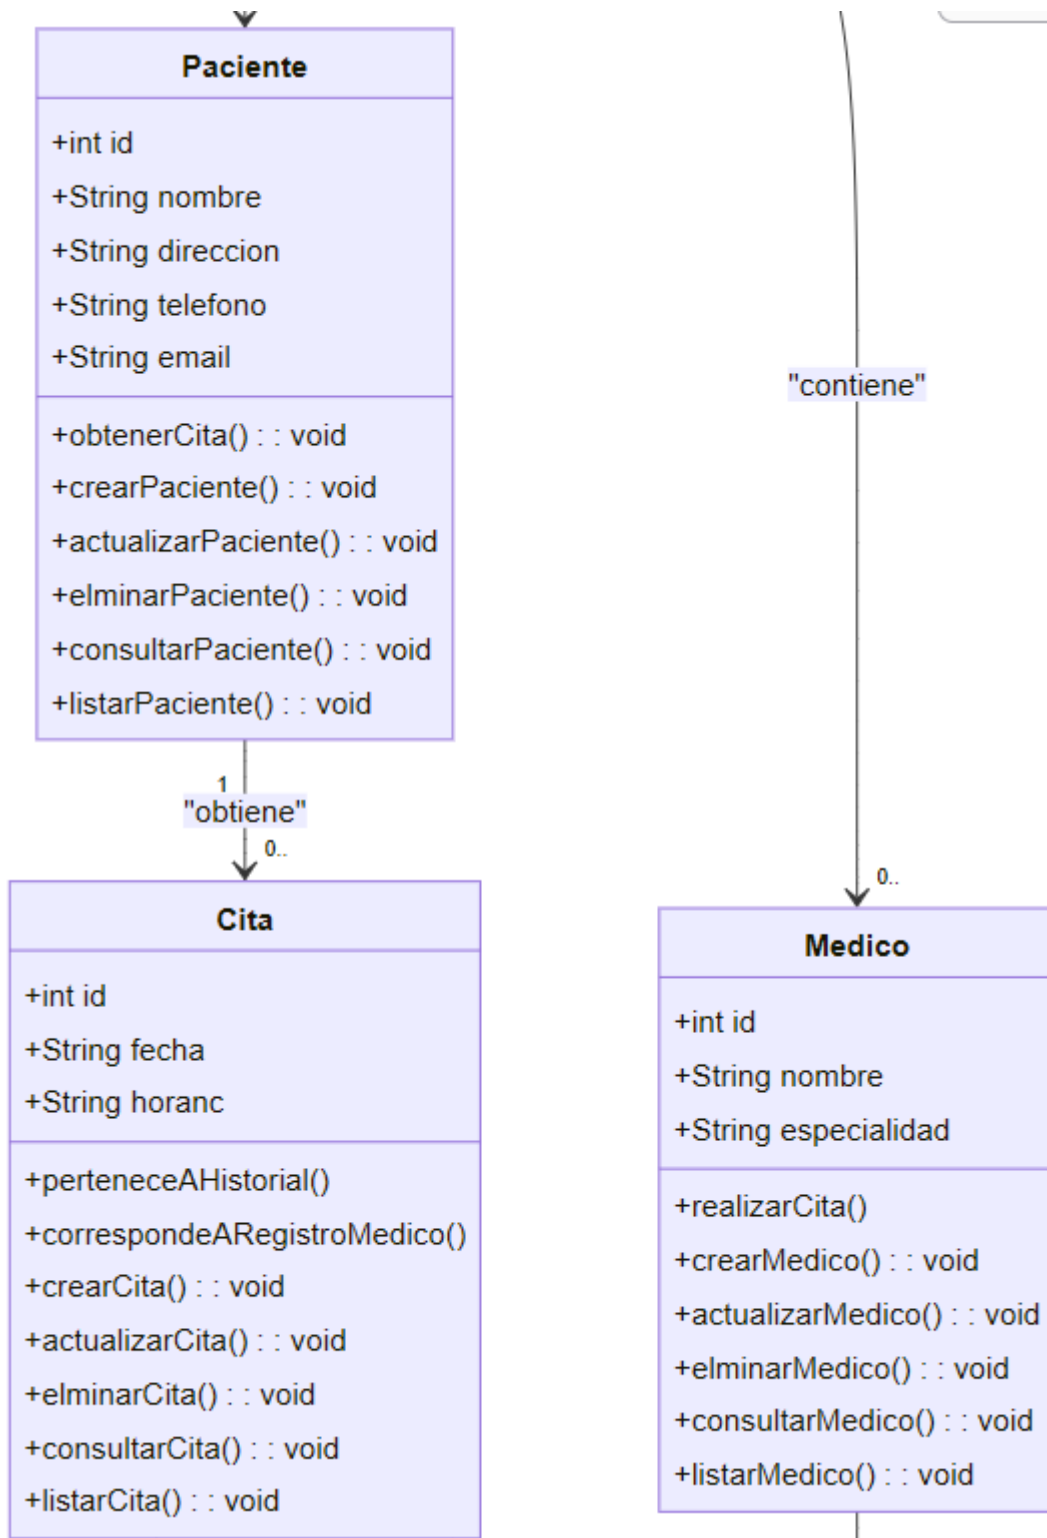 Paciente
+int id
+String nombre
+String direccion
+String telefono
+String email
+obtenerCita() : : void
+crearPaciente() : : void
+actualizarPaciente() : : void
+elminarPaciente() : : void
+consultarPaciente() : : void
+listarPaciente() : : void
1
"obtiene"
0..
Cita
+int id
+String fecha
+String horanc
+perteneceAHistorial()
+correspondeARegistroMedico()
+crearCita() : : void
+actualizarCita() : : void
+elminarCita() : : void
+consultarCita() : : void
+listarCita() : : void
"contiene"
0..
Medico
+int id
+String nombre
+String especialidad
+realizarCita()
+crearMedico() : : void
+actualizarMedico() : : void
+elminarMedico() : : void
+consultarMedico() : : void
+listarMedico() : : void